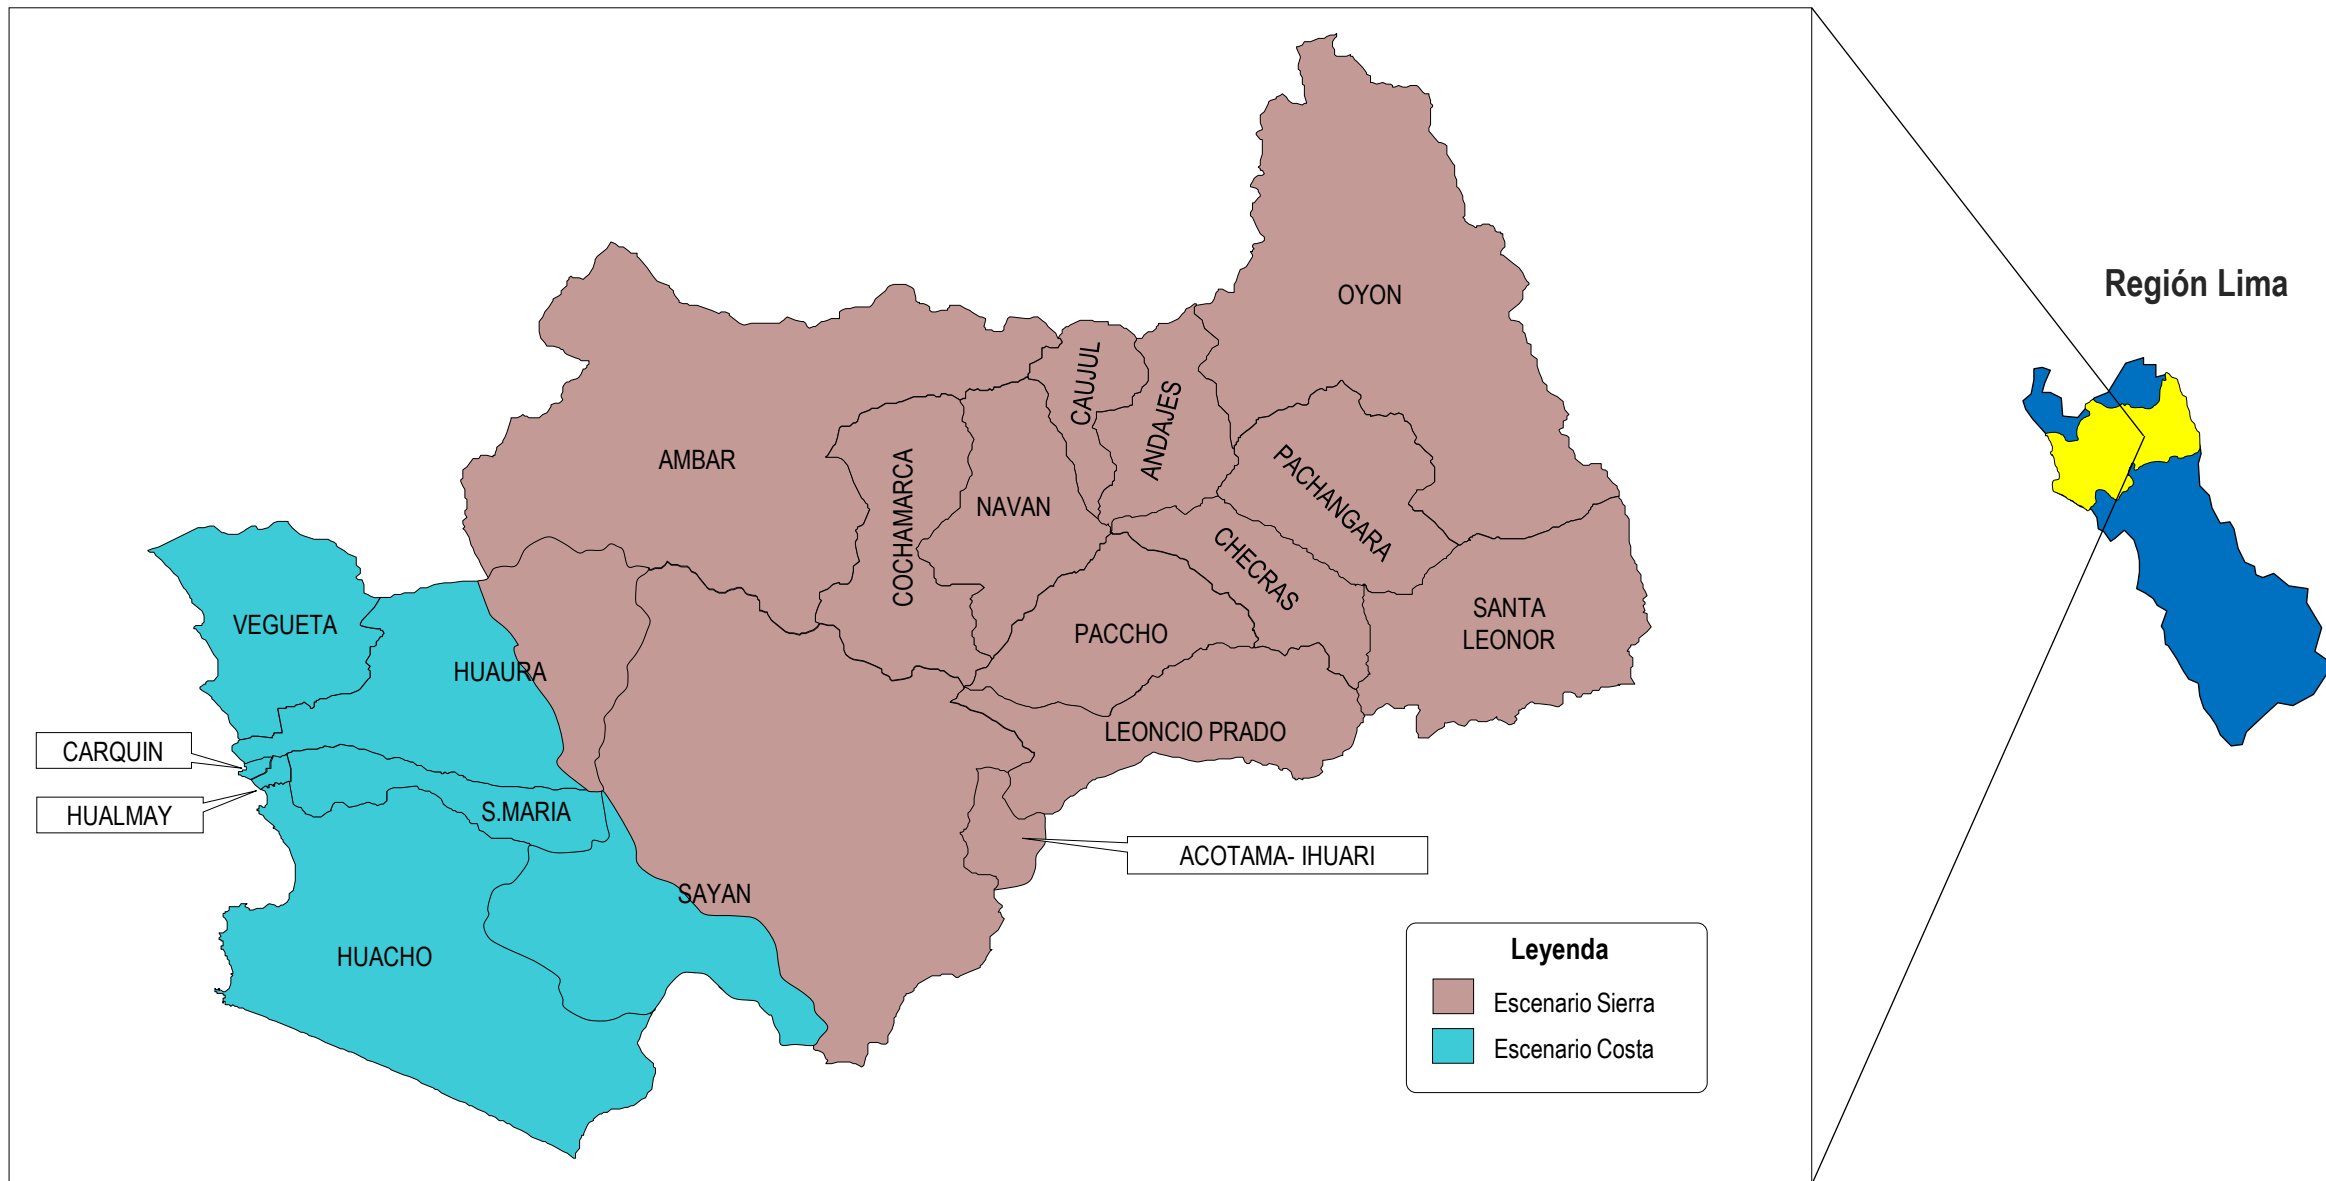 OYON
Región Lima
CAUJUL
ANDAJES
AMBAR
COCHAMARCA
NAVAN
PACHANGARA
CHECRAS
VEGUETA
PACCHO
SANTA
LEONOR
HUAURA
LEONCIO PRADO
CARQUIN
HUALMAY
S.MARIA
ACOTAMA- IHUARI
SAYAN
HUACHO
Leyenda
Escenario Sierra
Escenario Costa